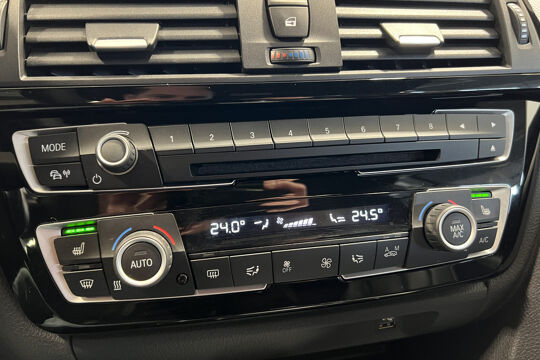 MODE 1 2 3 4 5 6 7 8
24.0° 24.5°
AUTO
MAX
A/C
A/C
OFF
A M